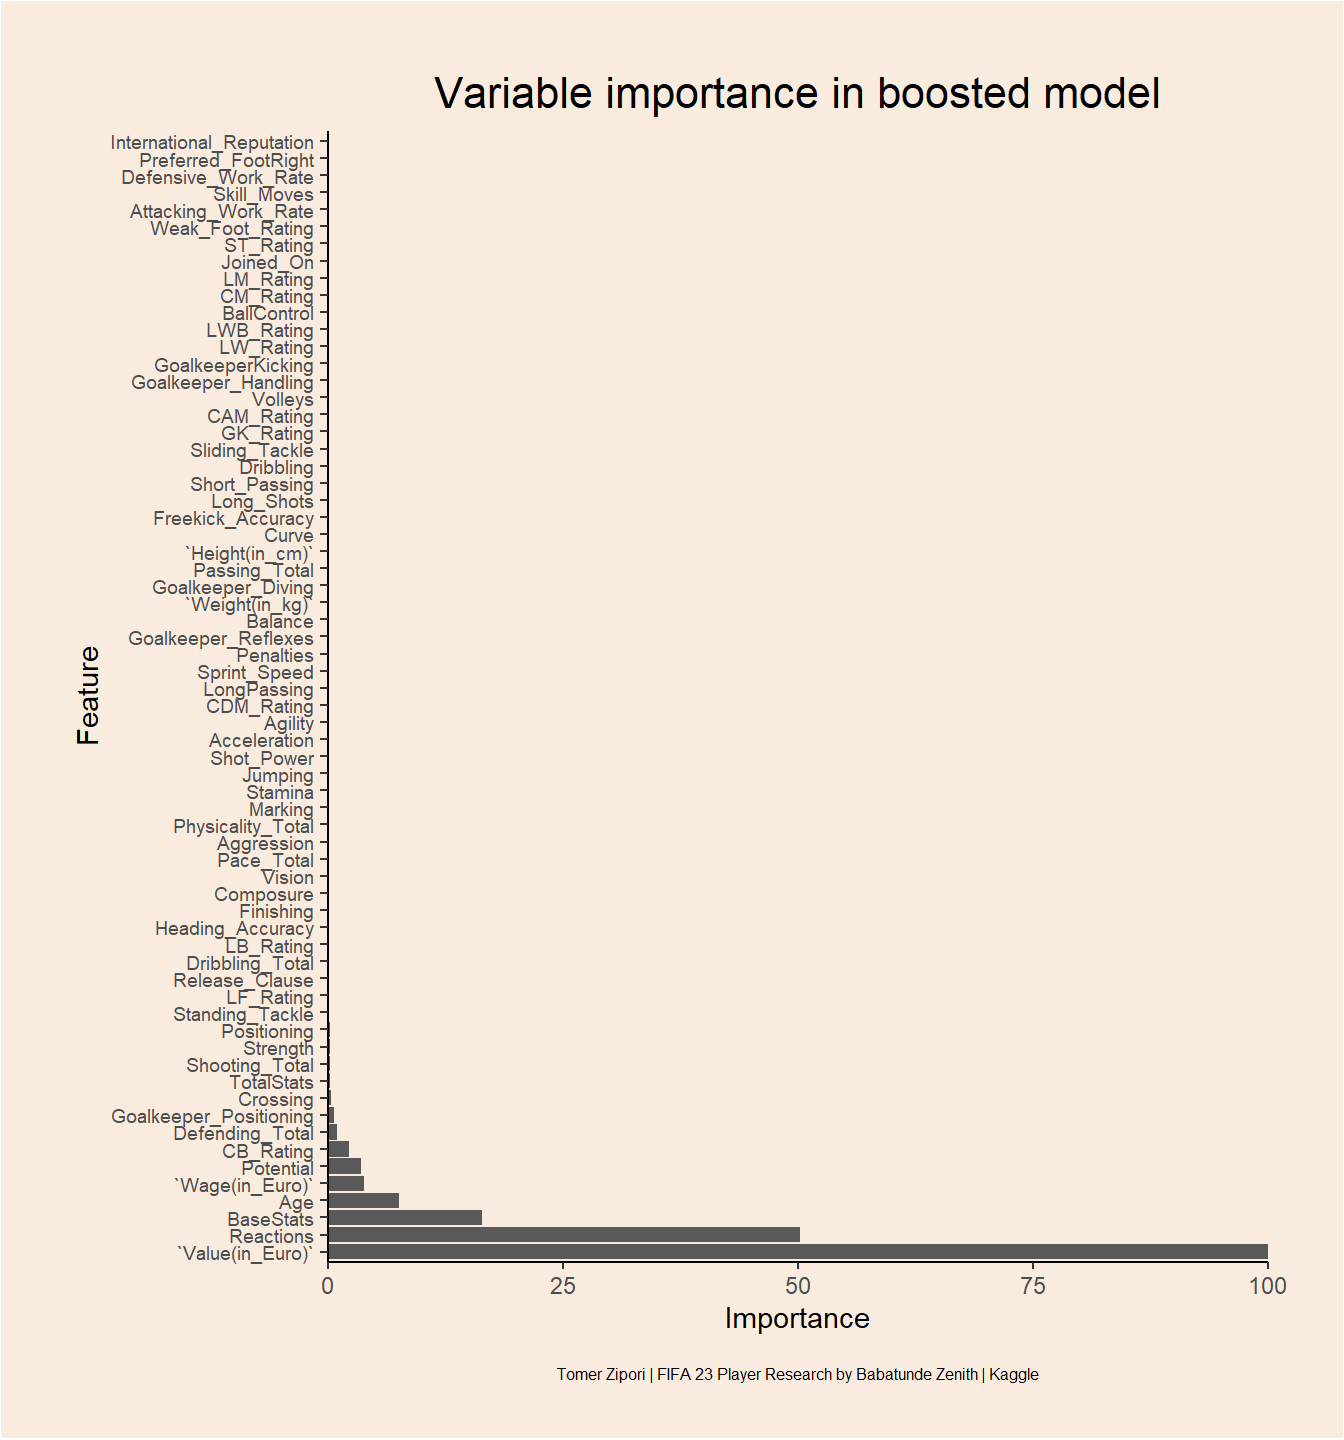 Variable importance in boosted model
International_Reputation
Preferred_FootRight
Defensive_Work_Rate
Skill_Moves
Attacking_Work_Rate
Weak_Foot_Rating
ST_Rating
Joined_On
LM_Rating
CM_Rating
BallControl
LWB_Rating
LW_Rating
GoalkeeperKicking
Goalkeeper_Handling
Volleys
CAM_Rating
GK_Rating
Sliding_Tackle
Dribbling
Short_Passing
Long_Shots
Freekick_Accuracy
Curve
`Height(in_cm)`
Passing_Total
Goalkeeper_Diving
`Weight(in_kg)`
Balance
Goalkeeper_Reflexes
Penalties
Sprint_Speed
LongPassing
CDM_Rating
Agility
Acceleration
Shot_Power
Jumping
Stamina
Marking
Physicality_Total
Aggression
Pace_Total
Vision
Composure
Finishing
Heading_Accuracy
LB_Rating
Dribbling_Total
Release_Clause
LF_Rating
Standing_Tackle
Positioning
Strength
Shooting_Total
TotalStats
Crossing
Goalkeeper_Positioning
Defending_Total
CB_Rating
Potential
`Wage(in_Euro)`
Age
BaseStats
Reactions
`Value(in_Euro)`
Feature
0 25 50 75 100
Importance
Tomer Zipori | FIFA 23 Player Research by Babatunde Zenith | Kaggle